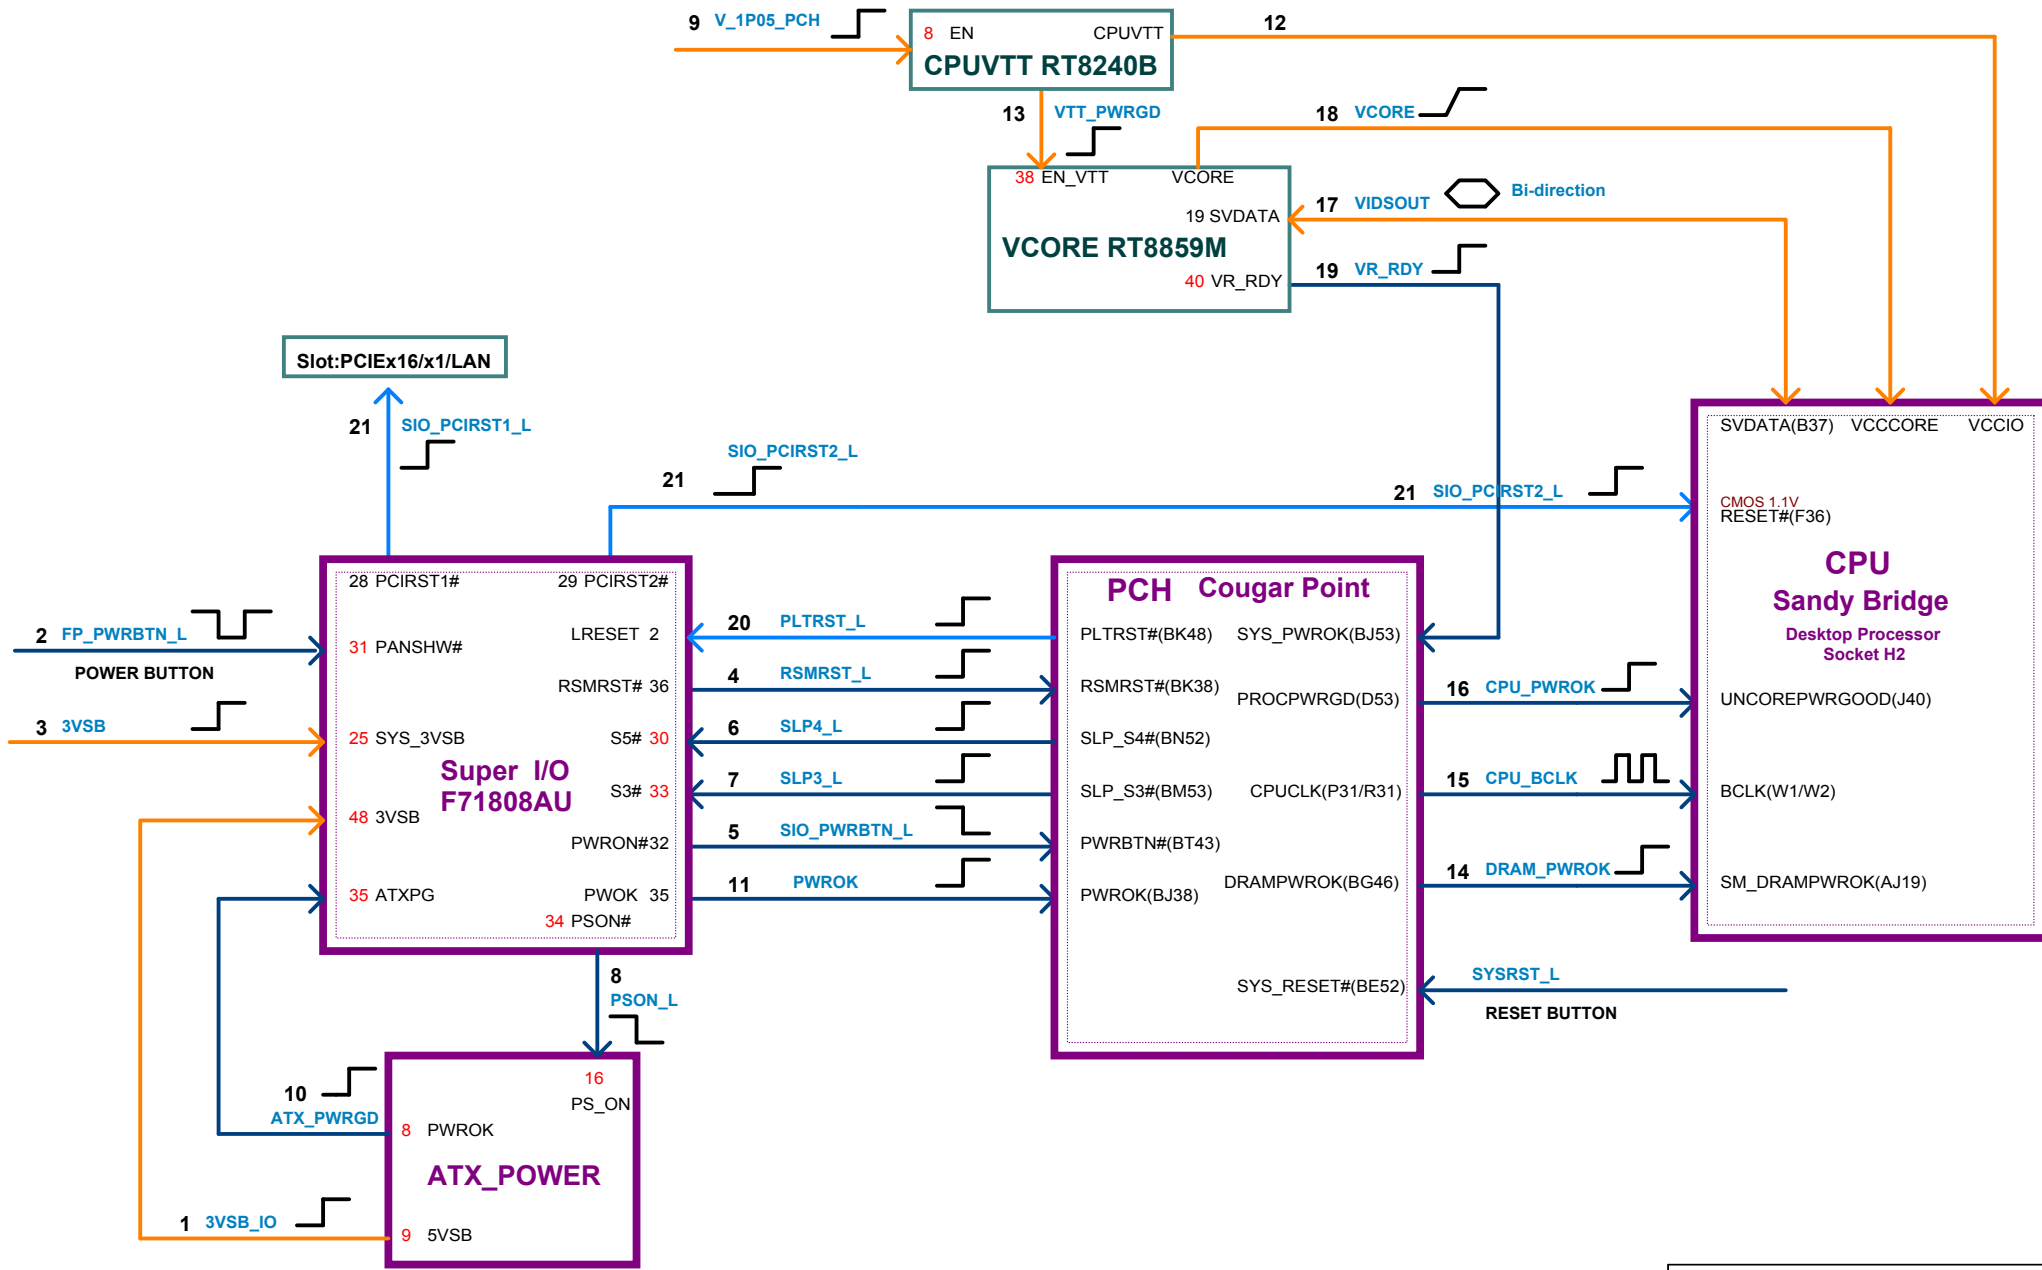 9 V_1P05_PCH
8 EN CPUVTT
CPUVTT RT8240B
12
13 VTT_PWRGD
18 VCORE
38 EN_VTT VCORE
19 SVDATA
17 VIDSOUT Bi-direction
VCORE RT8859M
40 VR_RDY
19 VR_RDY
Slot:PCIEx16/x1/LAN
21 SIO_PCIRST1_L
SIO_PCIRST2_L
21
21 SIO_PCIRST2_L
SVDATA(B37) VCCCORE VCCIO
CMOS 1.1V
RESET#(F36)
CPU
Sandy Bridge
Desktop Processor
Socket H2
UNCOREPWRGOOD(J40)
BCLK(W1/W2)
SM_DRAMPWROK(AJ19)
28 PCIRST1# 29 PCIRST2#
2 FP_PWRBTN_L
POWER BUTTON
31 PANSHW#
LRESET 2
RSMRST# 36
3 3VSB
25 SYS_3VSB
S5# 30
Super I/O
F71808AU
S3# 33
48 3VSB
PWRON#32
35 ATXPG
PWOK 35
34 PSON#
20 PLTRST_L
4 RSMRST_L
6 SLP4_L
7 SLP3_L
5 SIO_PWRBTN_L
11 PWROK
PCH Cougar Point
PLTRST#(BK48) SYS_PWROK(BJ53)
RSMRST#(BK38)
PROCPWRGD(D53)
SLP_S4#(BN52)
SLP_S3#(BM53) CPUCLK(P31/R31)
PWRBTN#(BT43)
DRAMPWROK(BG46)
PWROK(BJ38)
SYS_RESET#(BE52)
16 CPU_PWROK
15 CPU_BCLK
14 DRAM_PWROK
SYSRST_L
RESET BUTTON
8
PSON_L
10
ATX_PWRGD
16
PS_ON
8 PWROK
ATX_POWER
1 3VSB_IO
9 5VSB